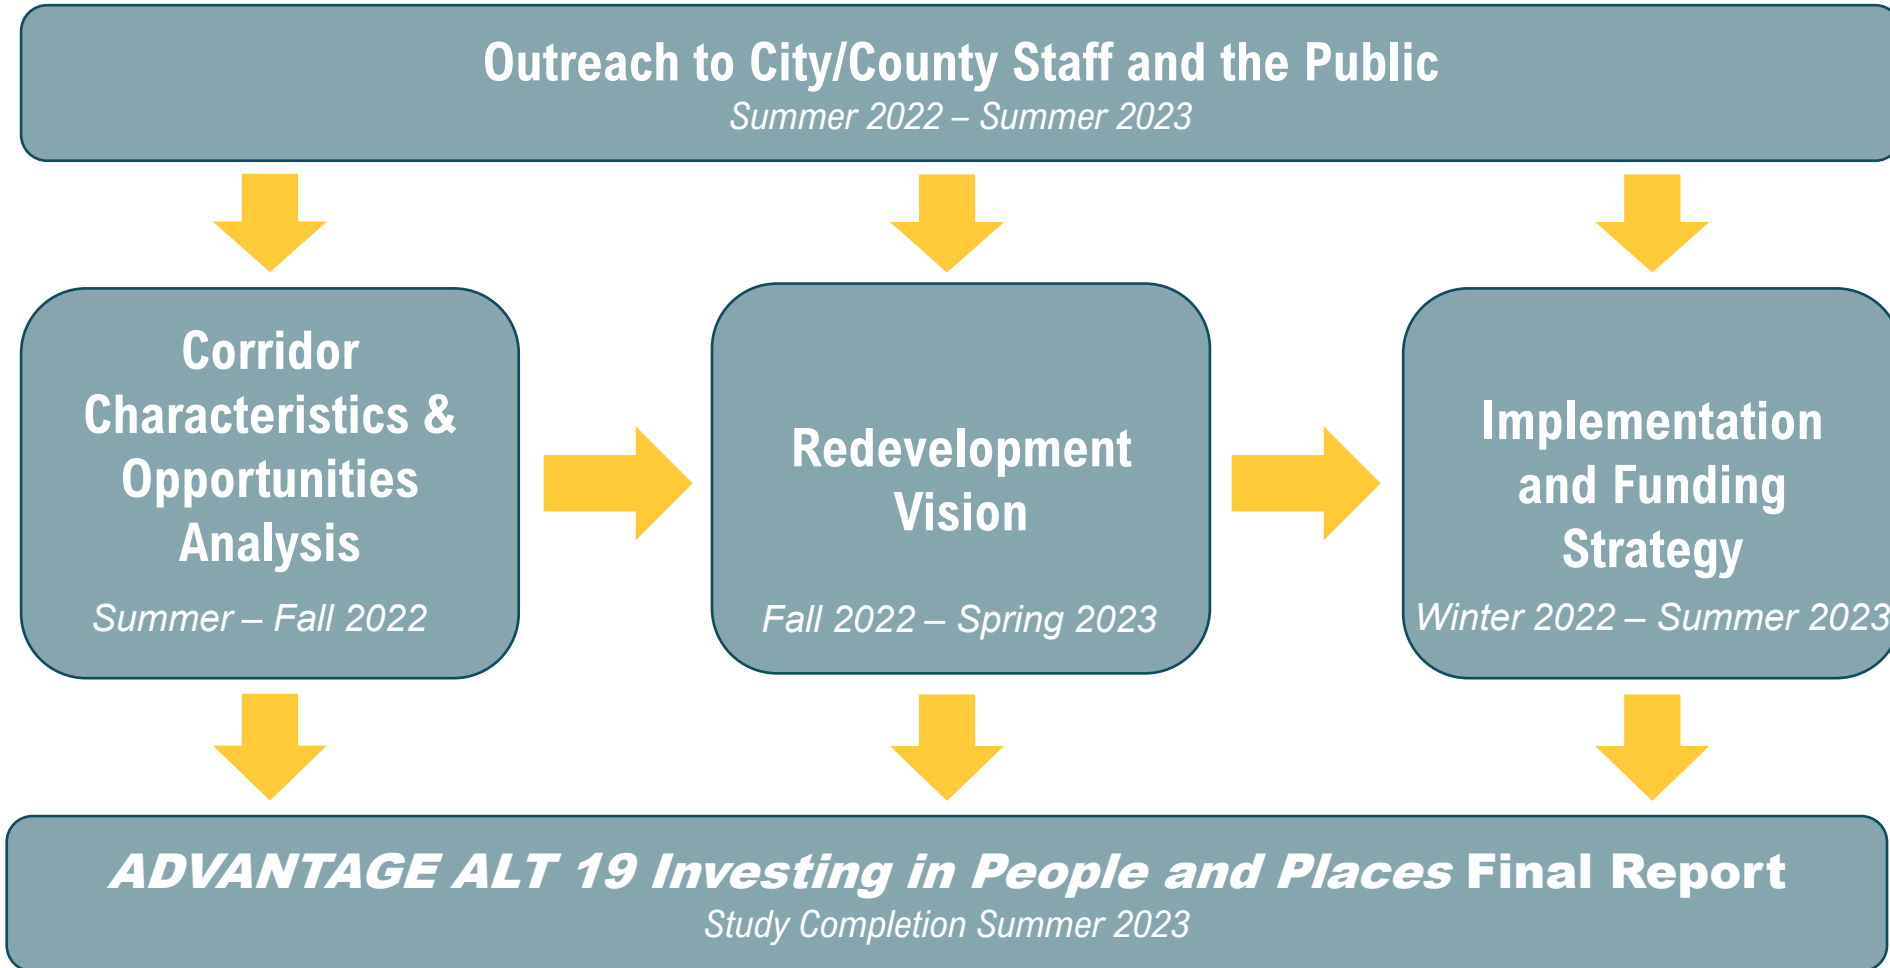 Outreach to City/County Staff and the Public
Summer 2022 – Summer 2023
Corridor
Characteristics &
Opportunities
Analysis
Summer – Fall 2022
Redevelopment
Vision
Fall 2022 – Spring 2023
Implementation
and Funding
Strategy
Winter 2022 – Summer 2023
ADVANTAGE ALT 19 Investing in People and Places Final Report
Study Completion Summer 2023